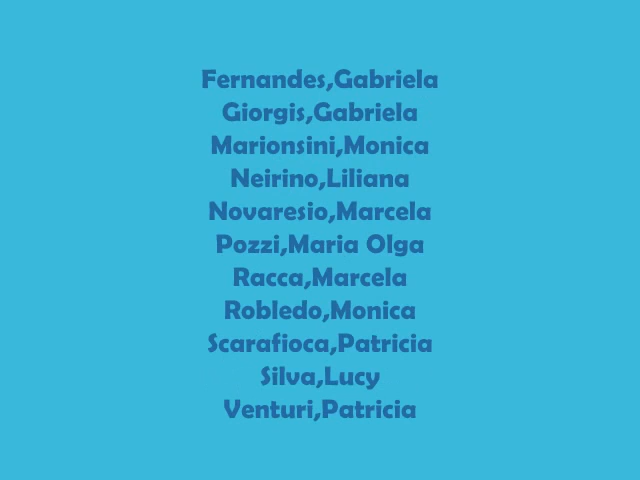 Fernandes,Gabriela
Giorgis,Gabriela
Marionsini,Monica
Neirino,Liliana
Novaresio,Marcela
Pozzi,Maria Olga
Racca,Marcela
Robledo,Monica
Scarafioca,Patricia
Silva,Lucy
Venturi,Patricia